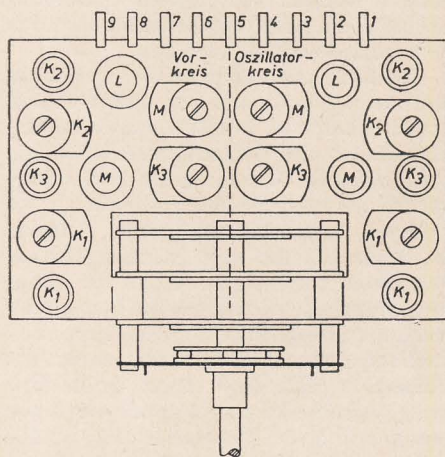 9 8 7 6 5 4 3 2 1
Vor- Oszillator-
kreis kreis
K2 L L K2
M M
K2 K2
K3 M K3 K3 M K3
K1 K1
K1 K1